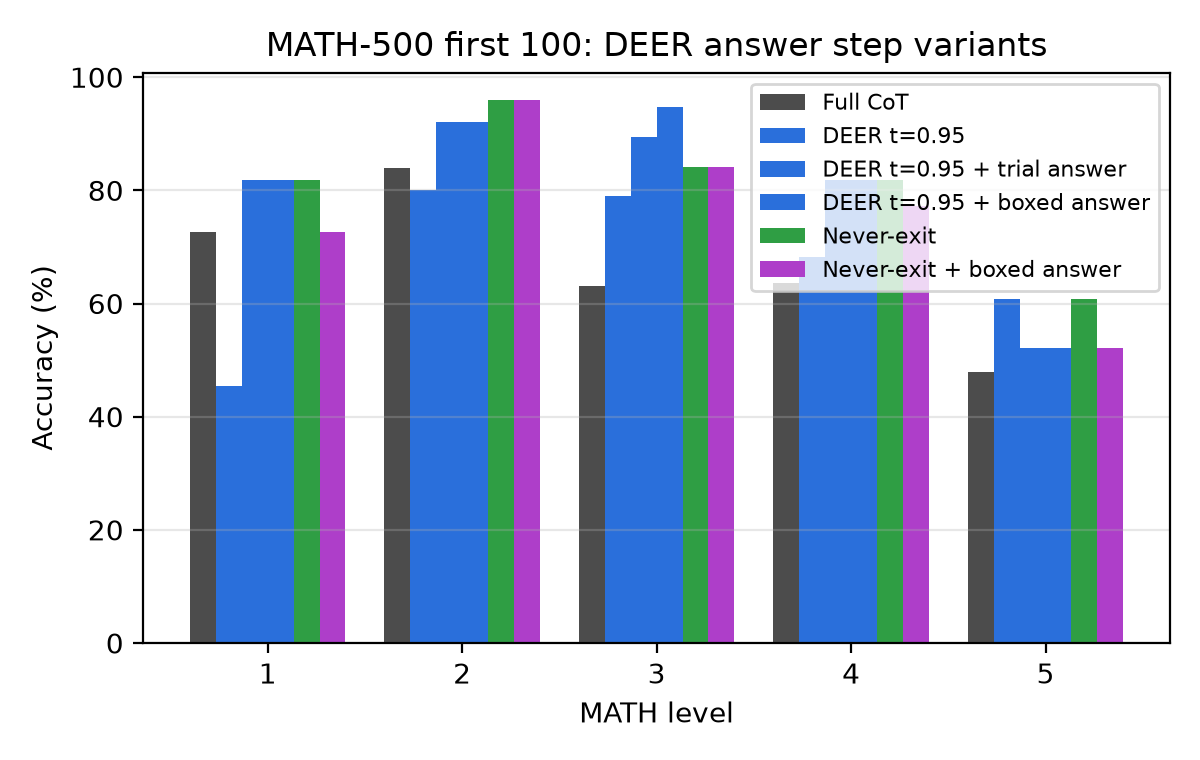 MATH-500 first 100: DEER answer step variants
100
80
60
40
20
0
Accuracy (%)
Full CoT
DEER t=0.95
DEER t=0.95 + trial answer
DEER t=0.95 + boxed answer
Never-exit
Never-exit + boxed answer
1 2 3 4 5
MATH level